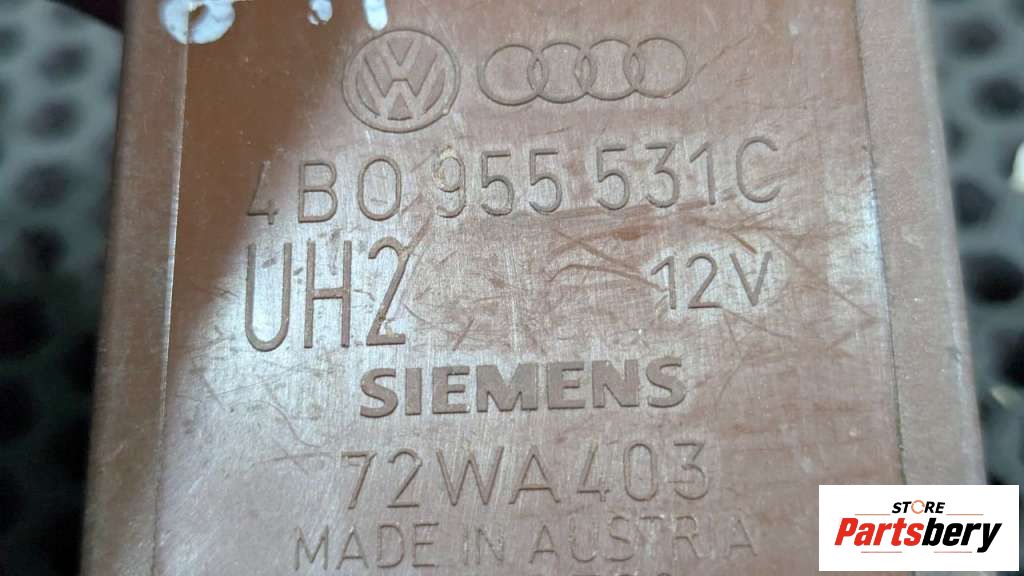 4B0 955 531C
UH2 12V
SIEMENS
72WA403
MADE IN AUSTRIA
STORE
Partsbery